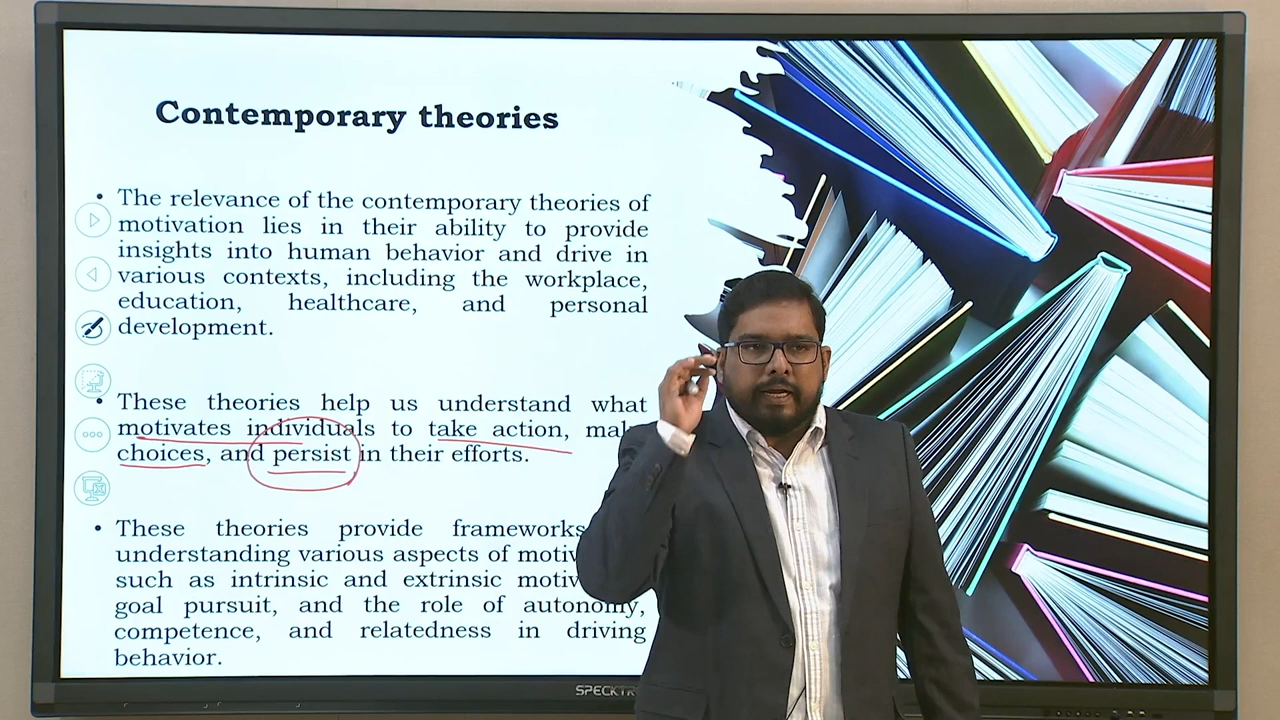 Contemporary theories
• The relevance of the contemporary theories of
motivation lies in their ability to provide
insights into human behavior and drive in
various contexts, including the workplace,
education, healthcare, and personal
development.
• These theories help us understand what
motivates individuals to take action,
choices, and persist in their efforts.
• These theories provide frameworks
understanding various aspects of
such as intrinsic and extrinsic
goal pursuit, and the role of autonomy,
competence, and relatedness in driving
behavior.